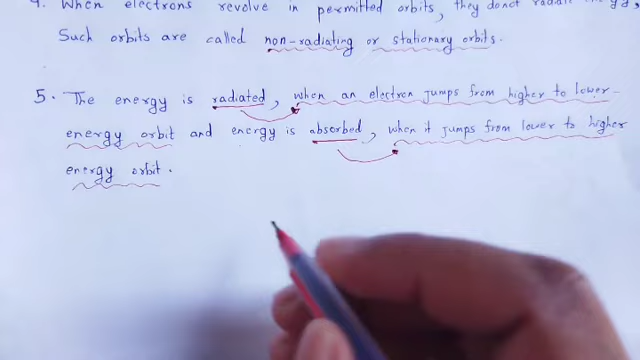 4. When electrons revolve in permitted orbits, they donot radiate
Such orbits are called non-radiating or stationary orbits.
5. The energy is radiated, when an electron jumps from higher to lower-
energy orbit and energy is absorbed, when it jumps from lower to higher
energy orbit.